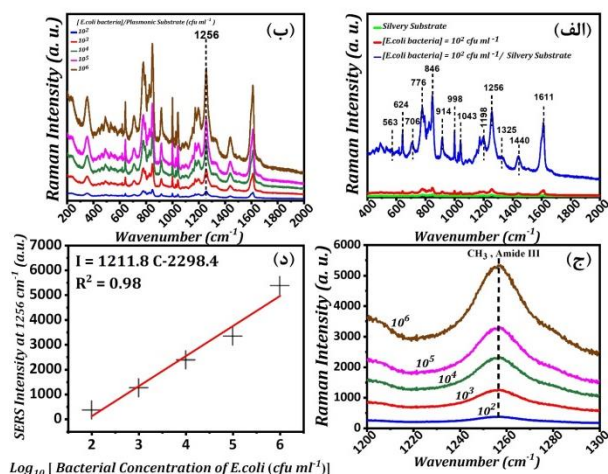 [E.coli bacteria]/Plasmonic Substrate (cfu ml⁻¹)
10²
10³
10⁴
10⁵
10⁶
1256
(ب)
Raman Intensity (a. u.)
200 400 600 800 1000 1200 1400 1600 1800 2000
Wavenumber (cm⁻¹)
Silvery Substrate
[E.coli bacteria] = 10² cfu ml⁻¹
[E.coli bacteria] = 10² cfu ml⁻¹/ Silvery Substrate
(الف)
563
624
706
776
846
914
998
1043
1198
1256
1325
1440
1611
Raman Intensity (a. u.)
400 600 800 1000 1200 1400 1600 1800 2000
Wavenumber (cm⁻¹)
I = 1211.8 C-2298.4
R² = 0.98
(د)
SERS Intensity at 1256 cm⁻¹ (a.u.)
7000
6000
5000
4000
3000
2000
1000
0
2 3 4 5 6
Log₁₀ [ Bacterial Concentration of E.coli (cfu ml⁻¹)]
CH₃ , Amide III
(ج)
Raman Intensity (a. u.)
6000
5000
4000
3000
2000
1000
0
10⁶
10⁵
10⁴
10³
10²
1200 1220 1240 1260 1280 1300
Wavenumber (cm⁻¹)